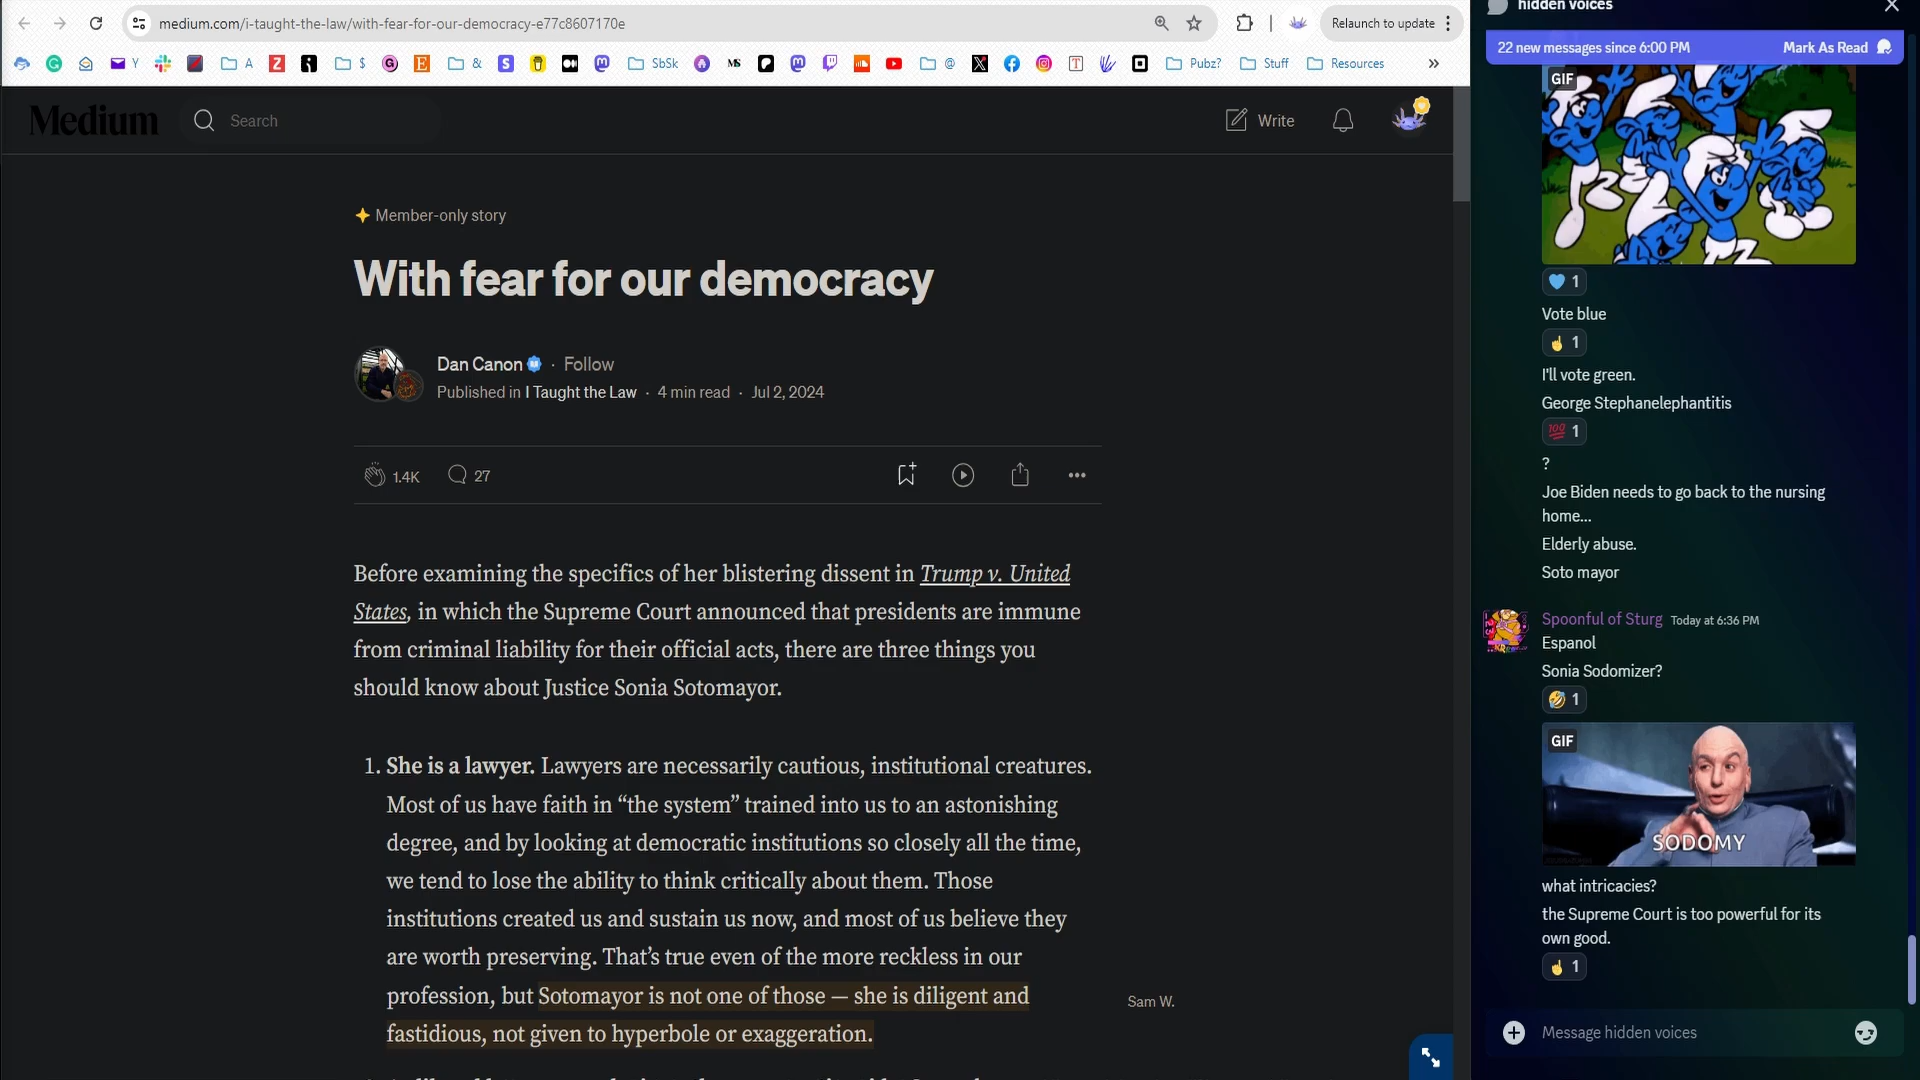 medium.com/i-taught-the-law/with-fear-for-our-democracy-e77c8607170e
Relaunch to update
Y
A
$
&
SbSk
@
Pubz?
Stuff
Resources
»
Medium
Search
Write
Member-only story
With fear for our democracy
Dan Canon · Follow
Published in I Taught the Law · 4 min read · Jul 2, 2024
1.4K
27
Before examining the specifics of her blistering dissent in Trump v. United
States, in which the Supreme Court announced that presidents are immune
from criminal liability for their official acts, there are three things you
should know about Justice Sonia Sotomayor.
1. She is a lawyer. Lawyers are necessarily cautious, institutional creatures.
Most of us have faith in “the system” trained into us to an astonishing
degree, and by looking at democratic institutions so closely all the time,
we tend to lose the ability to think critically about them. Those
institutions created us and sustain us now, and most of us believe they
are worth preserving. That’s true even of the more reckless in our
profession, but Sotomayor is not one of those — she is diligent and
fastidious, not given to hyperbole or exaggeration.
Sam W.
hidden voices
22 new messages since 6:00 PM
Mark As Read
GIF
1
Vote blue
1
I'll vote green.
George Stephanelephantitis
100 1
?
Joe Biden needs to go back to the nursing
home...
Elderly abuse.
Soto mayor
Spoonful of Sturg Today at 6:36 PM
Espanol
Sonia Sodomizer?
1
GIF
SODOMY
what intricacies?
the Supreme Court is too powerful for its
own good.
1
Message hidden voices